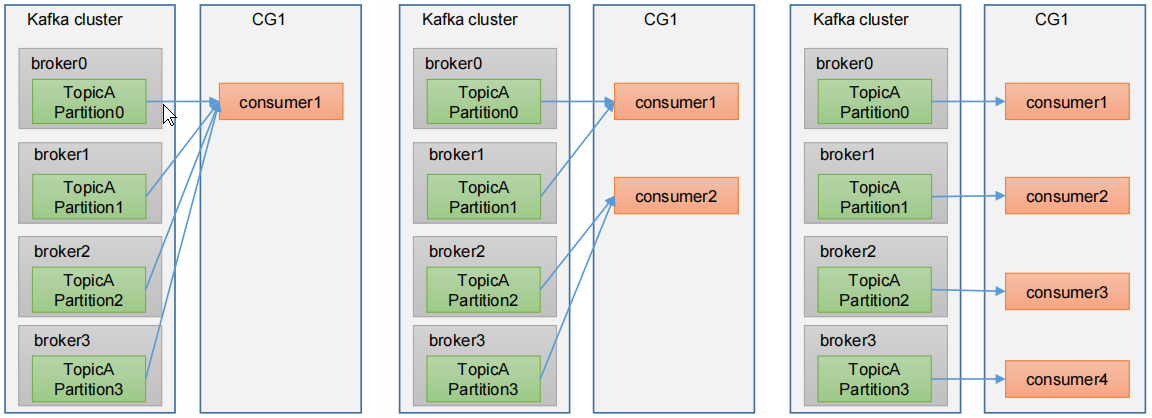 Kafka cluster
CG1
broker0
TopicA
Partition0
consumer1
broker1
TopicA
Partition1
broker2
TopicA
Partition2
broker3
TopicA
Partition3
Kafka cluster
CG1
broker0
TopicA
Partition0
consumer1
broker1
TopicA
Partition1
consumer2
broker2
TopicA
Partition2
broker3
TopicA
Partition3
Kafka cluster
CG1
broker0
TopicA
Partition0
consumer1
broker1
TopicA
Partition1
consumer2
broker2
TopicA
Partition2
consumer3
broker3
TopicA
Partition3
consumer4